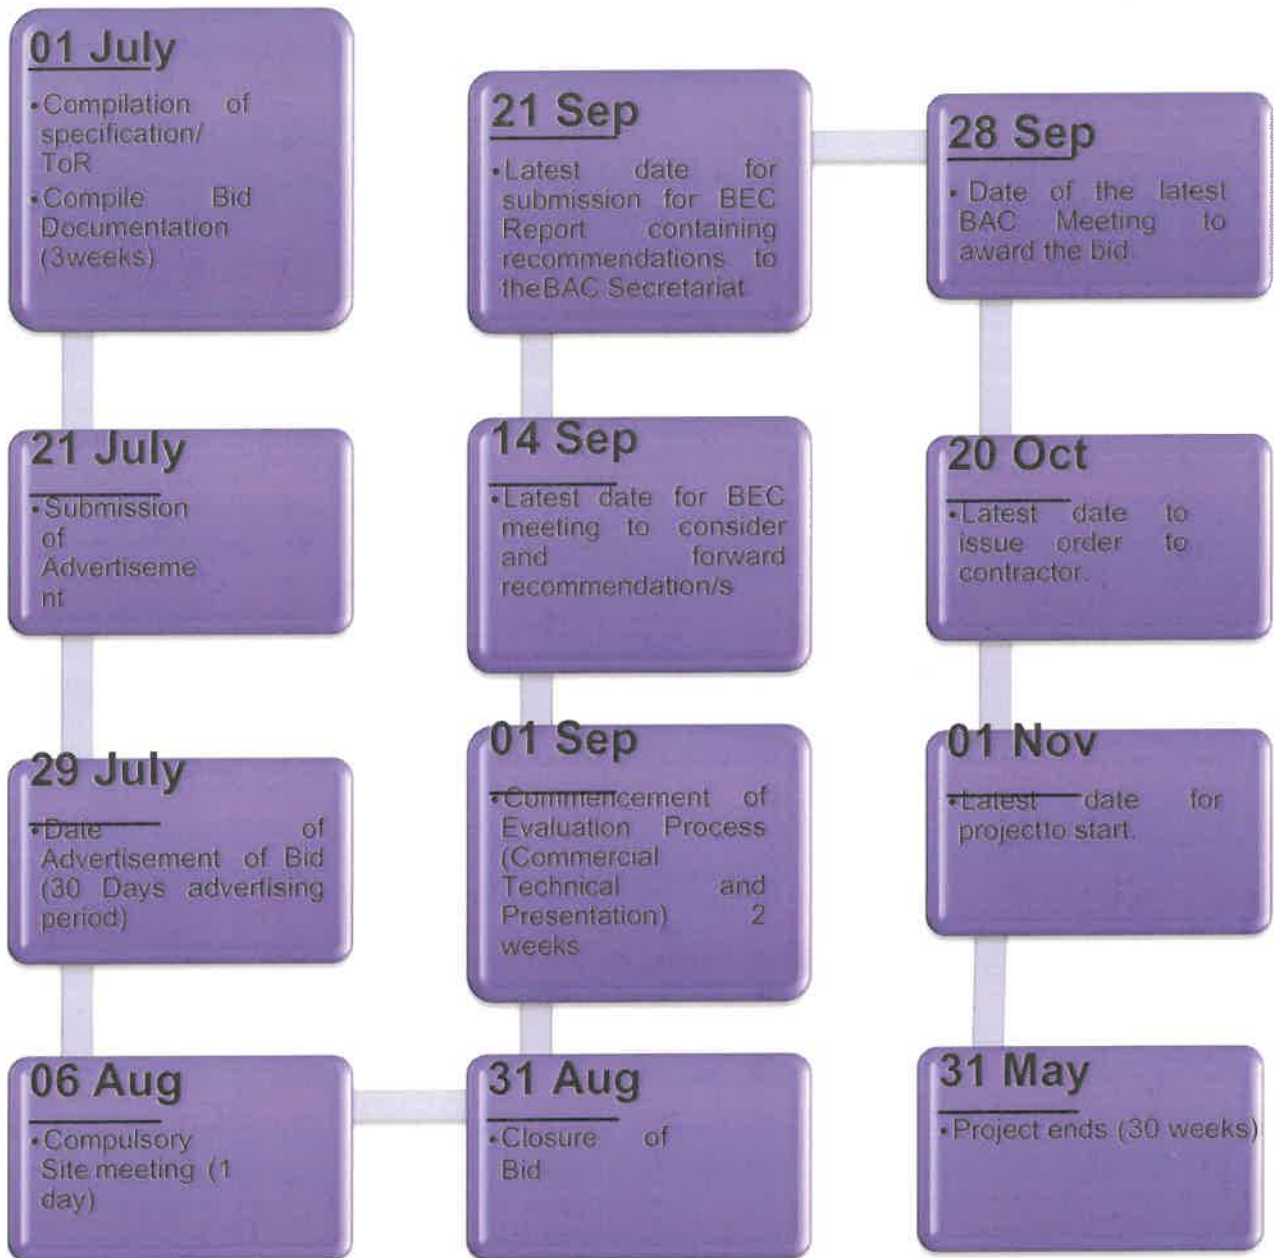 01 July
•Compilation of
specification/
ToR
•Compile Bid
Documentation
(3weeks)
21 July
•Submission
of
Advertiseme
nt
29 July
•Date of
Advertisement of Bid
(30 Days advertising
period)
06 Aug
•Compulsory
Site meeting (1
day)
31 Aug
•Closure of
Bid
01 Sep
•Commencement of
Evaluation Process
(Commercial
Technical and
Presentation) 2
weeks
14 Sep
•Latest date for BEC
meeting to consider
and forward
recommendation/s
21 Sep
•Latest date for
submission for BEC
Report containing
recommendations to
theBAC Secretariat
28 Sep
• Date of the latest
BAC Meeting to
award the bid.
20 Oct
•Latest date to
issue order to
contractor.
01 Nov
•Latest date for
projectto start.
31 May
•Project ends (30 weeks)